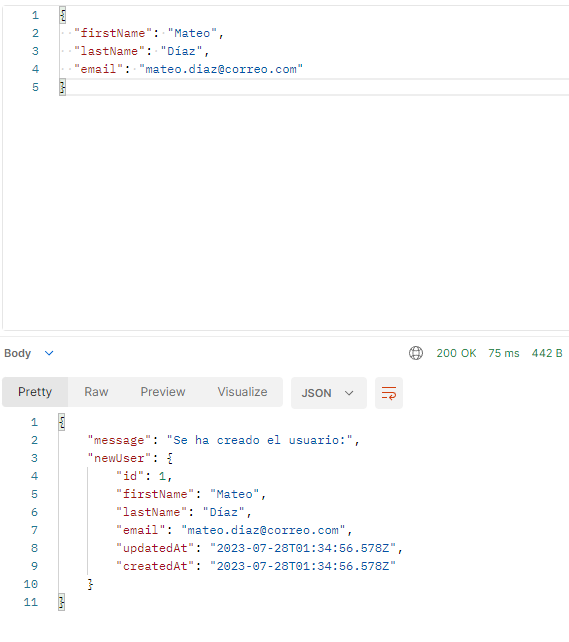 1 {
2 "firstName": "Mateo",
3 "lastName": "Díaz",
4 "email": "mateo.diaz@correo.com"
5 }
Body 200 OK 75 ms 442 B
Pretty Raw Preview Visualize JSON
1 {
2 "message": "Se ha creado el usuario:",
3 "newUser": {
4 "id": 1,
5 "firstName": "Mateo",
6 "lastName": "Díaz",
7 "email": "mateo.diaz@correo.com",
8 "updatedAt": "2023-07-28T01:34:56.578Z",
9 "createdAt": "2023-07-28T01:34:56.578Z"
10 }
11 }